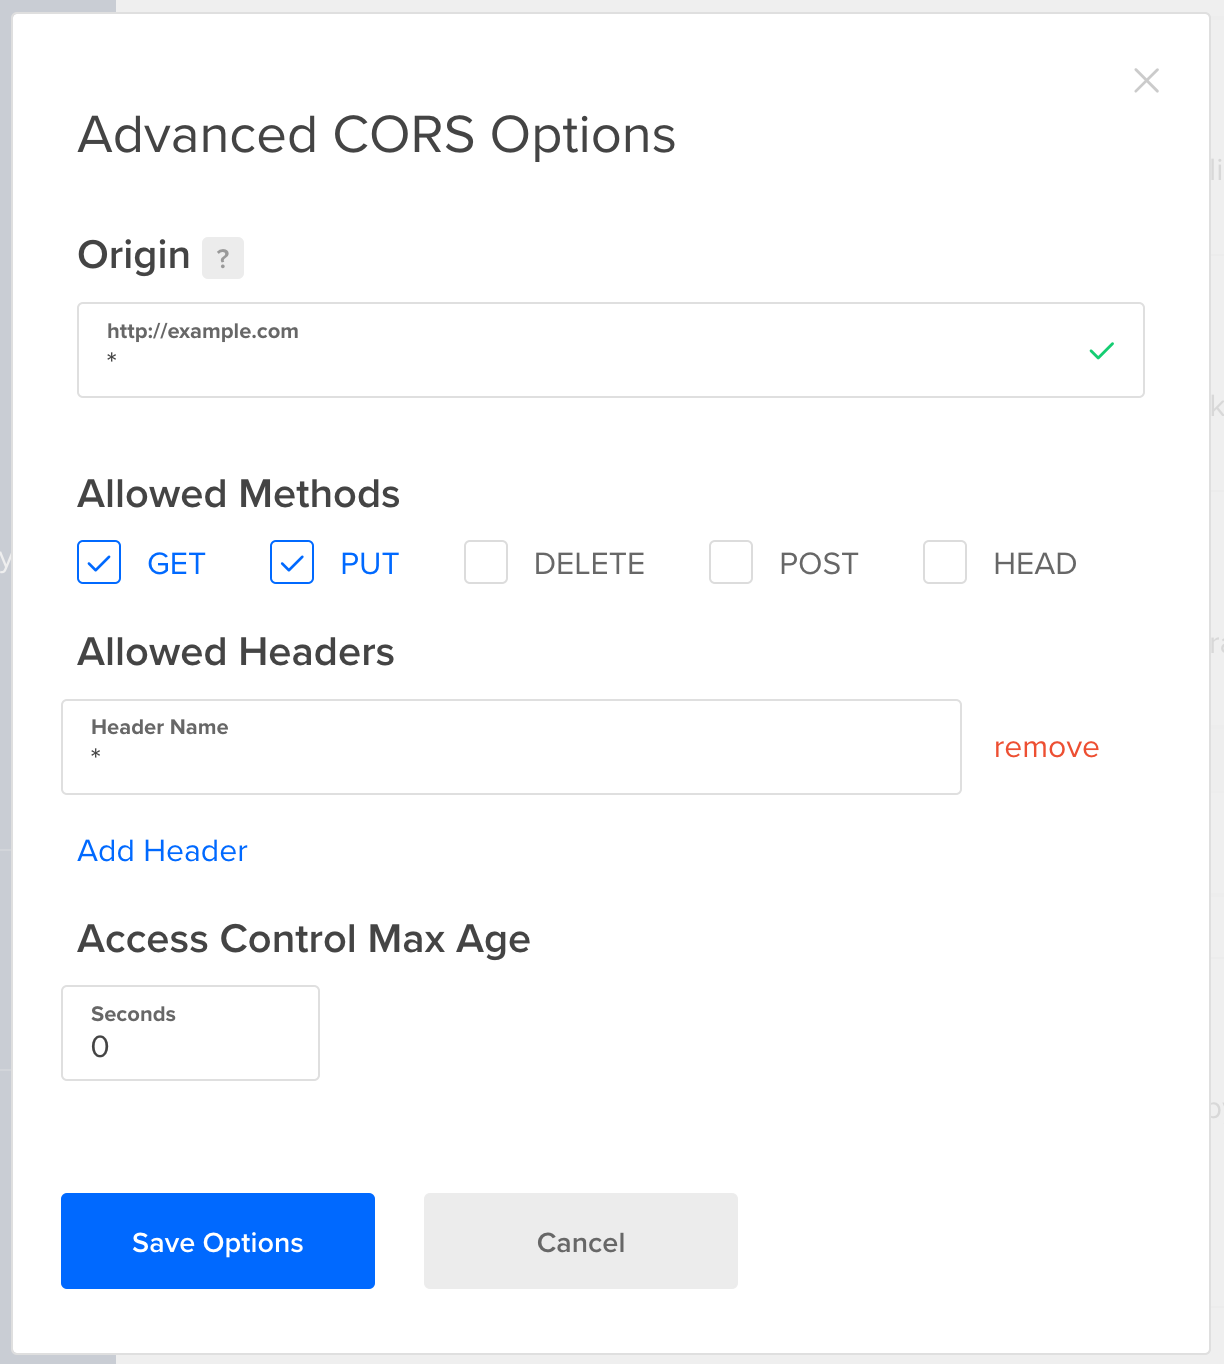 Advanced CORS Options
Origin ?
http://example.com
*
Allowed Methods
GET PUT DELETE POST HEAD
Allowed Headers
Header Name
*
remove
Add Header
Access Control Max Age
Seconds
0
Save Options Cancel